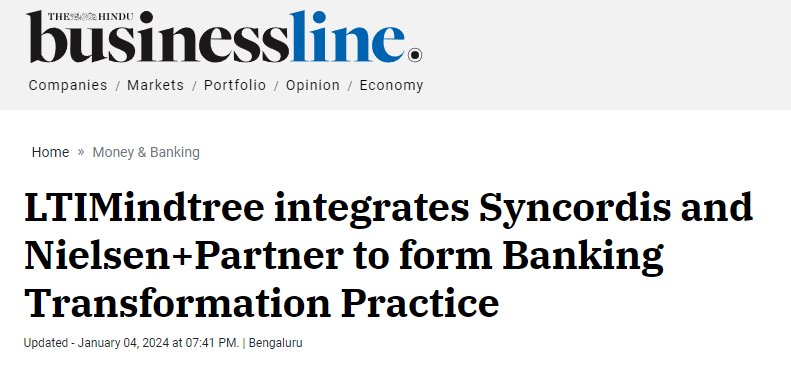 THE HINDU
businessline.
Companies / Markets / Portfolio / Opinion / Economy
Home » Money & Banking
LTIMindtree integrates Syncordis and
Nielsen+Partner to form Banking
Transformation Practice
Updated - January 04, 2024 at 07:41 PM. | Bengaluru